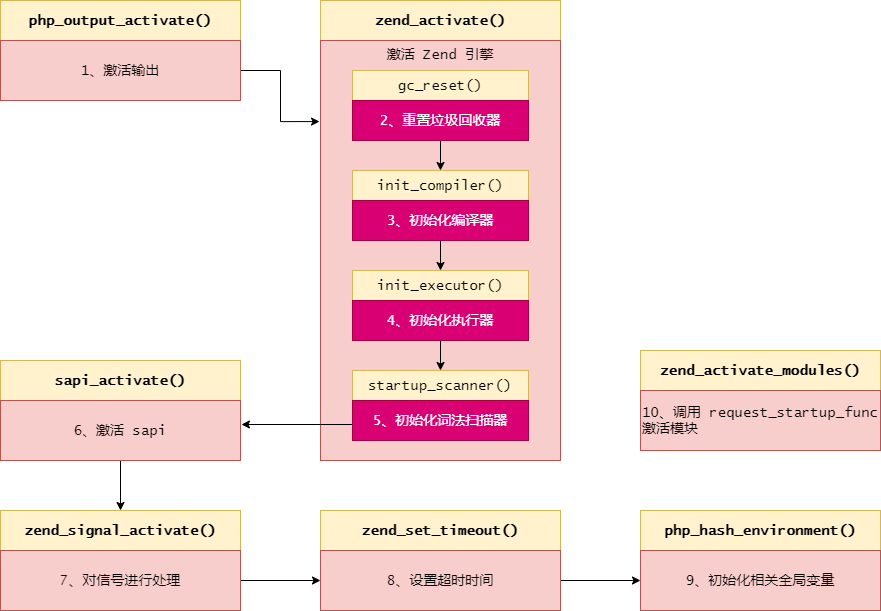 php_output_activate()
1、激活输出
zend_activate()
激活 Zend 引擎
gc_reset()
2、重置垃圾回收器
init_compiler()
3、初始化编译器
init_executor()
4、初始化执行器
startup_scanner()
5、初始化词法扫描器
sapi_activate()
6、激活 sapi
zend_signal_activate()
7、对信号进行处理
zend_set_timeout()
8、设置超时时间
php_hash_environment()
9、初始化相关全局变量
zend_activate_modules()
10、调用 request_startup_func
激活模块